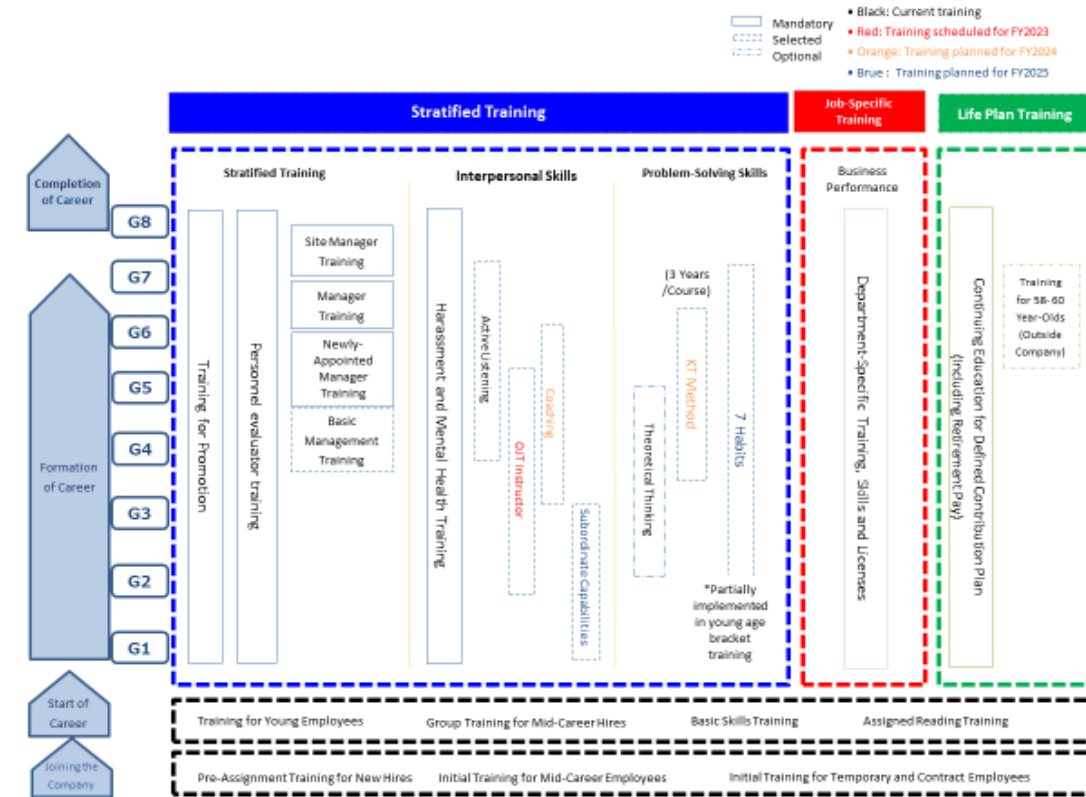 Mandatory
Selected
Optional
• Black: Current training
• Red: Training scheduled for FY2023
• Orange: Training planned for FY2024
• Brue : Training planned for FY2025
Stratified Training
Job-Specific
Training
Life Plan Training
Completion
of Career
Formation
of Career
Start of
Career
Joining the
Company
G8
G7
G6
G5
G4
G3
G2
G1
Stratified Training
Training for Promotion
Personnel evaluator training
Site Manager
Training
Manager
Training
Newly-
Appointed
Manager
Training
Basic
Management
Training
Interpersonal Skills
Harassment and Mental Health Training
Active Listening
OJT Instructor
Coaching
Subordinate Capabilities
Problem-Solving Skills
Theoretical Thinking
(3 Years
/Course)
KT Method
7 Habits
*Partially
implemented
in young age
bracket
training
Business
Performance
Department-Specific Training, Skills and Licenses
Continuing Education for Defined Contribution Plan
(Including Retirement Pay)
Training
for 58-60
Year-Olds
(Outside
Company)
Training for Young Employees
Group Training for Mid-Career Hires
Basic Skills Training
Assigned Reading Training
Pre-Assignment Training for New Hires
Initial Training for Mid-Career Employees
Initial Training for Temporary and Contract Employees